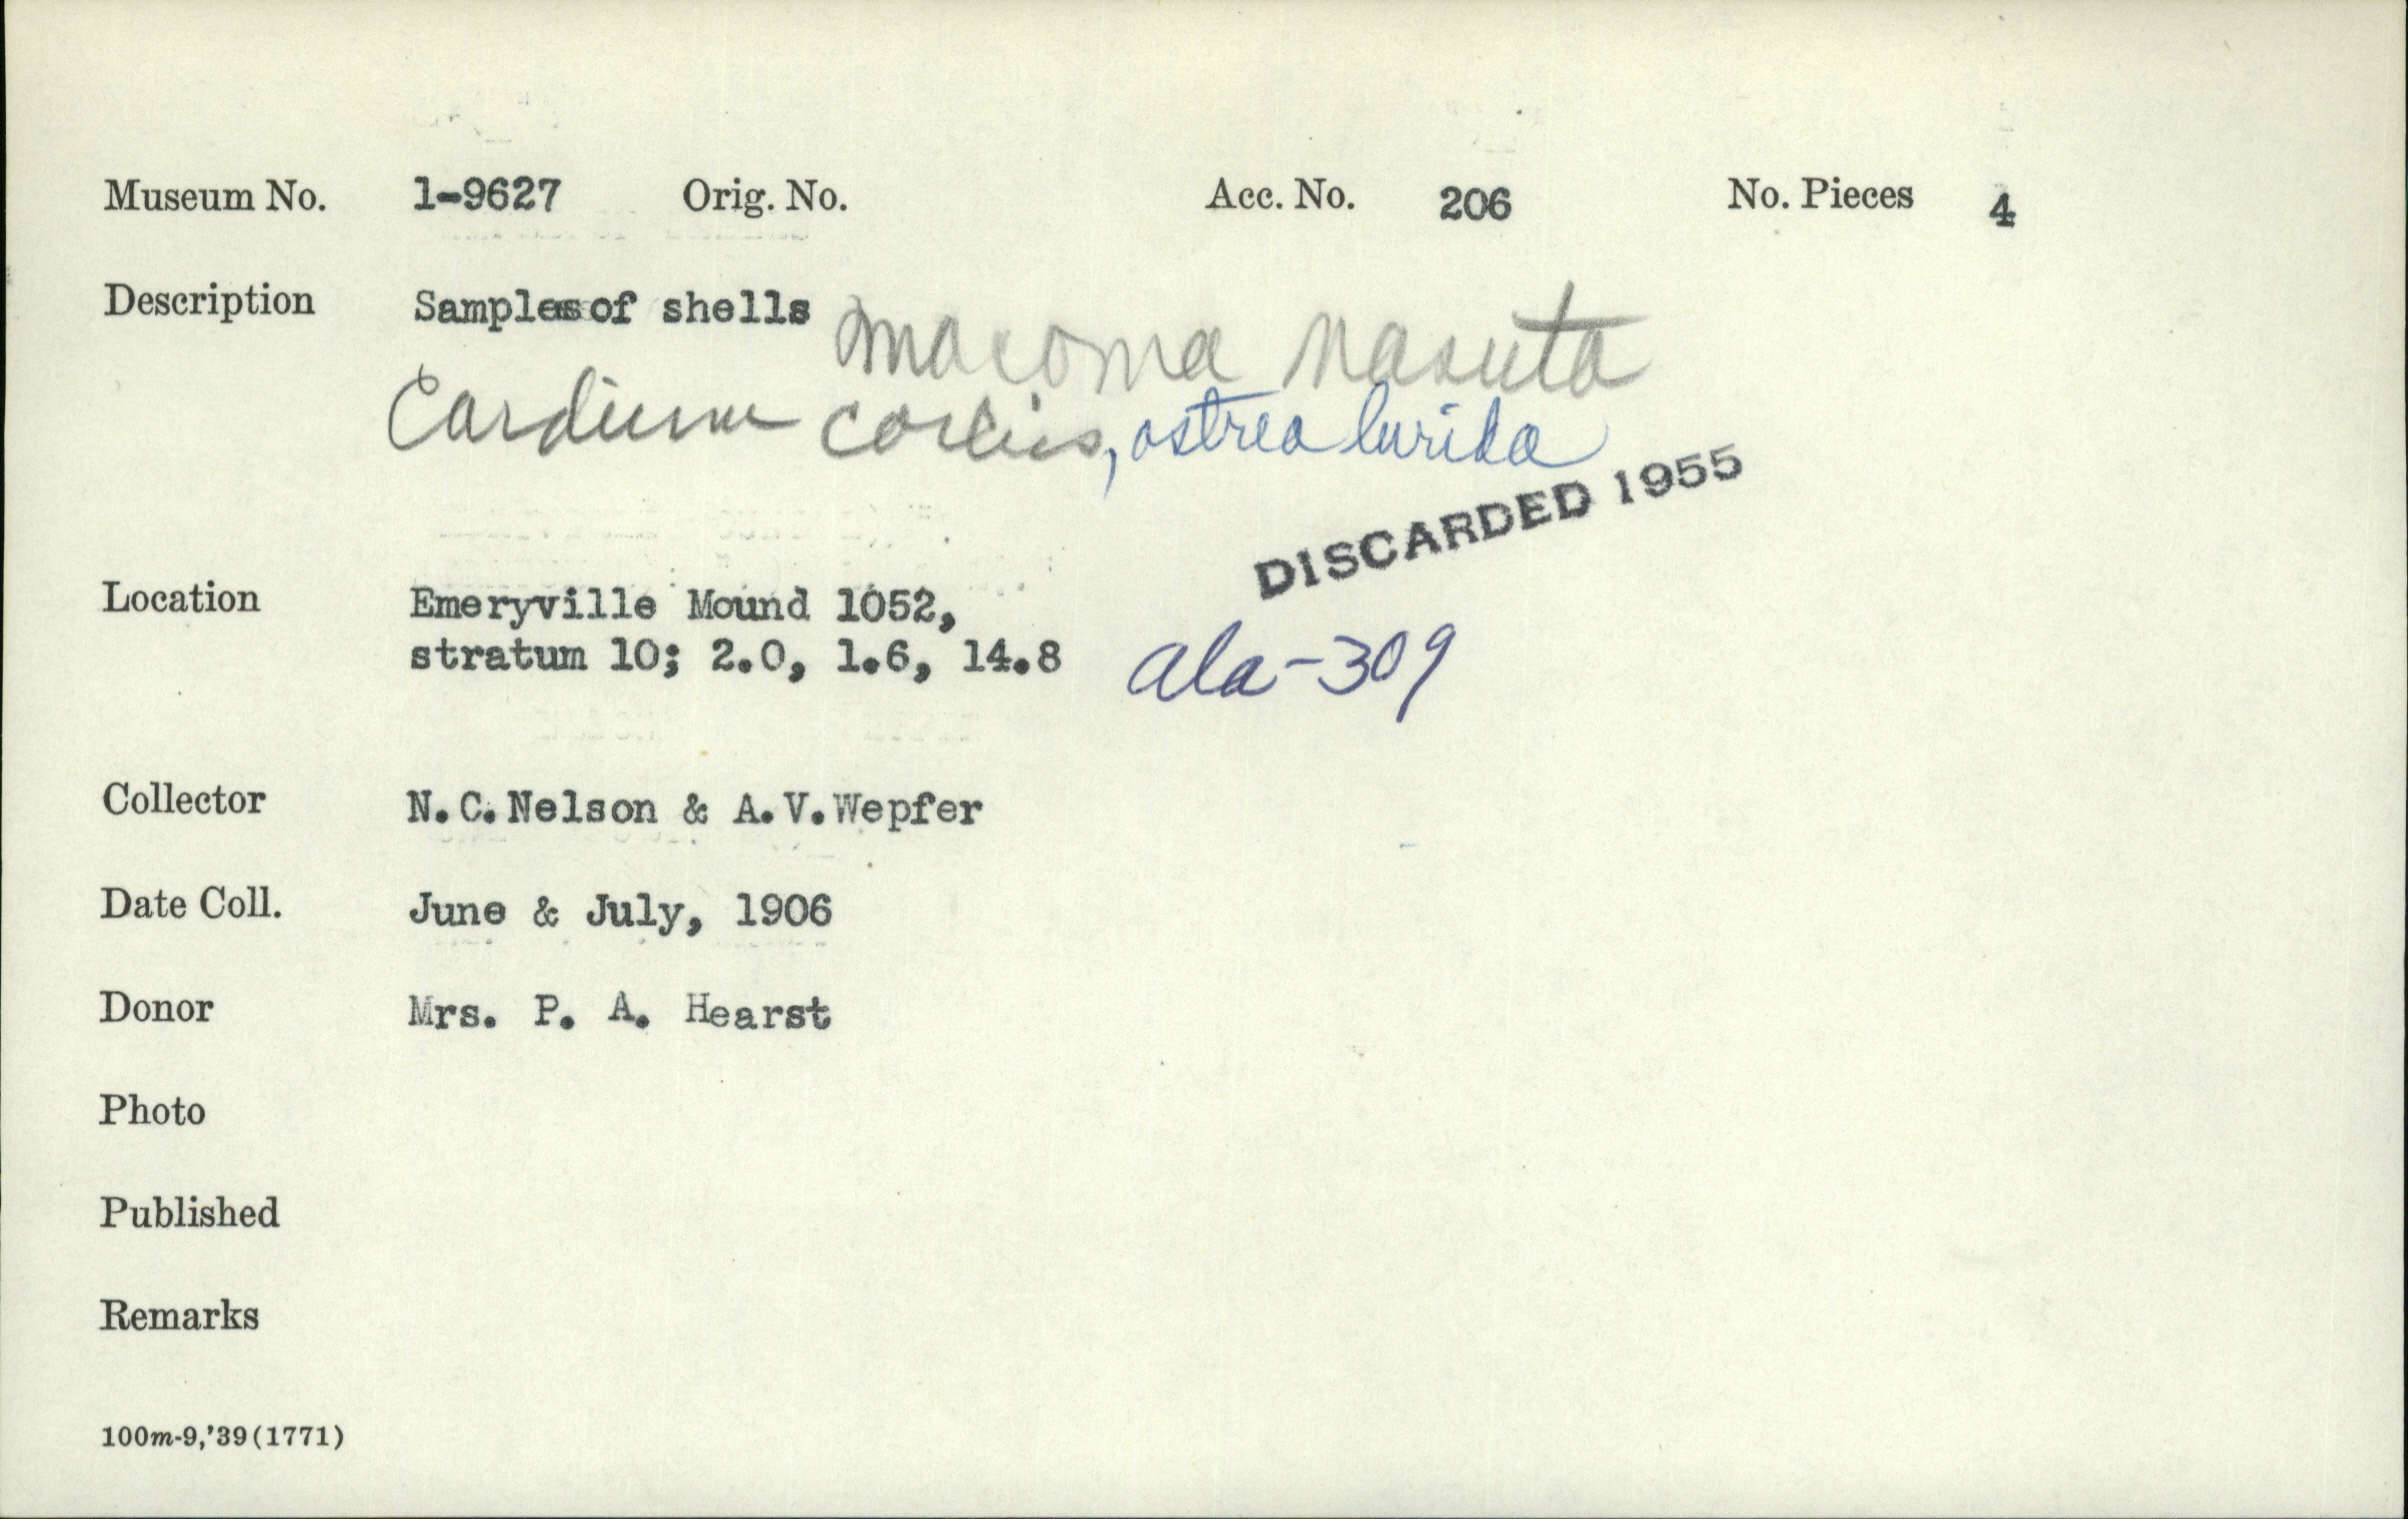 Museum No. 1-9627 Orig. No. Acc. No. 206 No. Pieces 4
Description Samples of shells Macoma nasuta
Cardium corbis, ostrea lurida
DISCARDED 1955
Location Emeryville Mound 1052,
stratum 10; 2.0, 1.6, 14.8 Ala-309
Collector N.C.Nelson & A.V.Wepfer
Date Coll. June & July, 1906
Donor Mrs. P. A. Hearst
Photo
Published
Remarks
100m-9,'39(1771)